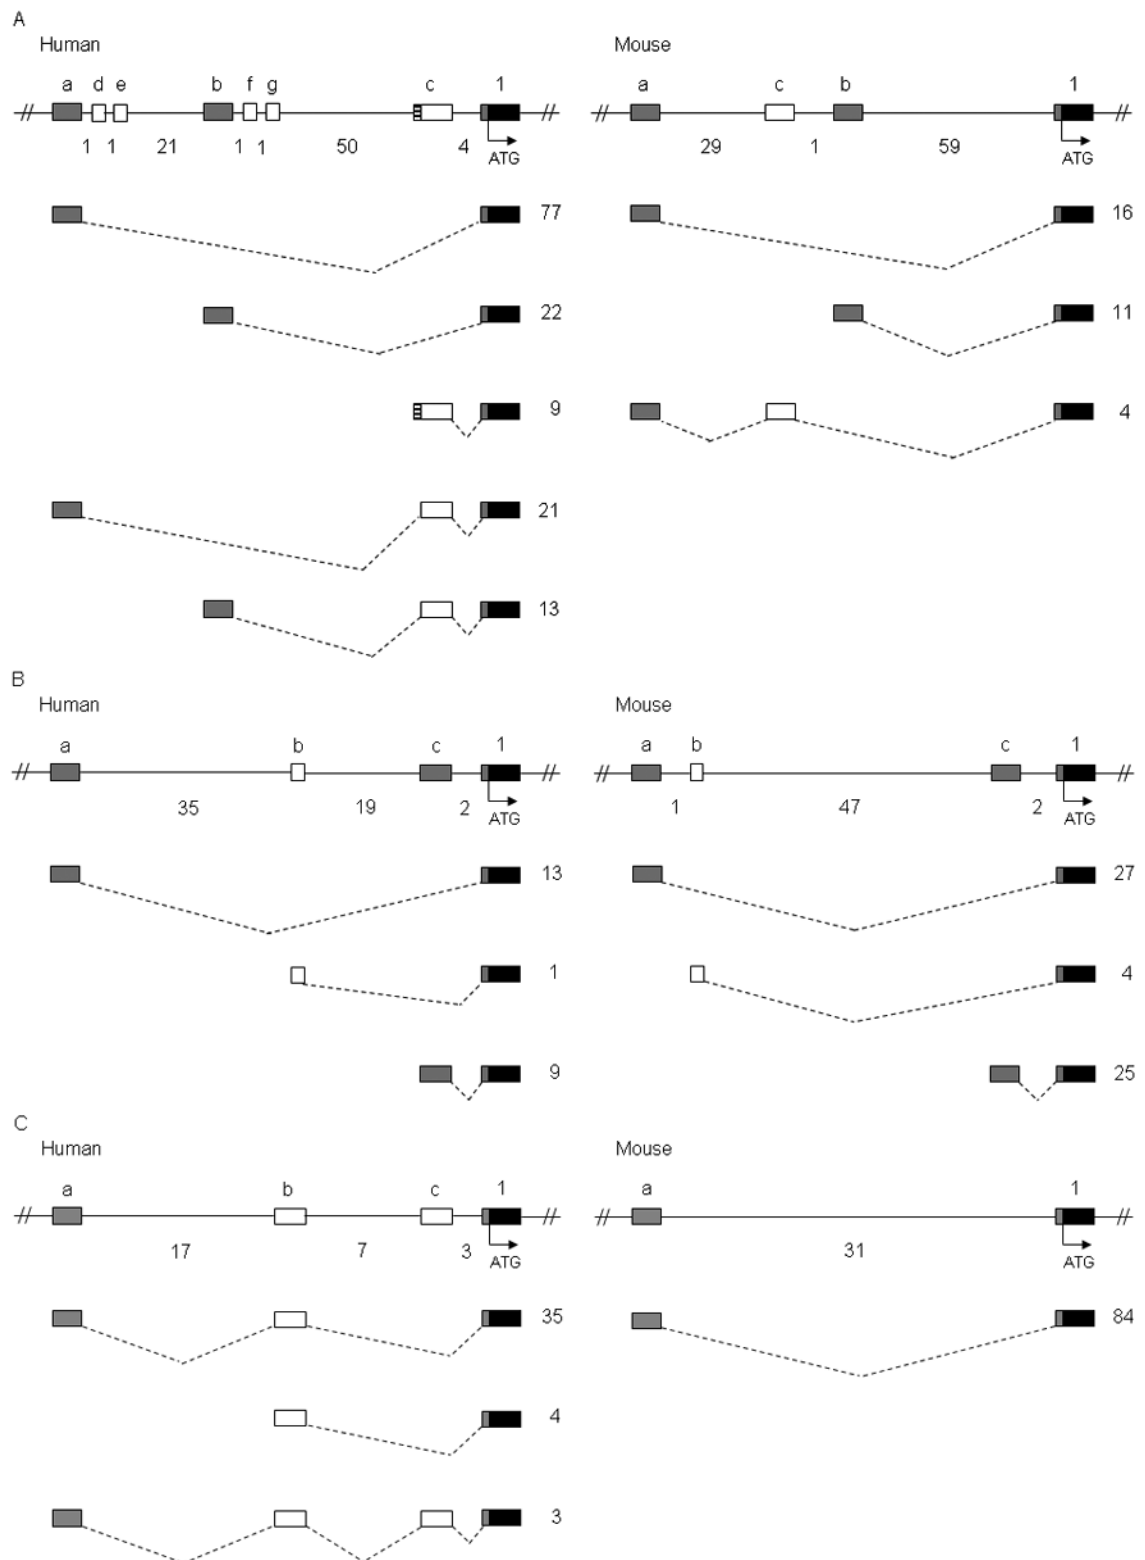 A
Human Mouse
a d e b f g c 1 a c b 1
1 1 21 1 1 50 4 ATG 29 1 59 ATG
77 16
22 11
9 4
21
13
B
Human Mouse
a b c 1 a b c 1
35 19 2 ATG 1 47 2 ATG
13 27
1 4
9 25
C
Human Mouse
a b c 1 a 1
17 7 3 ATG 31 ATG
35 84
4
3